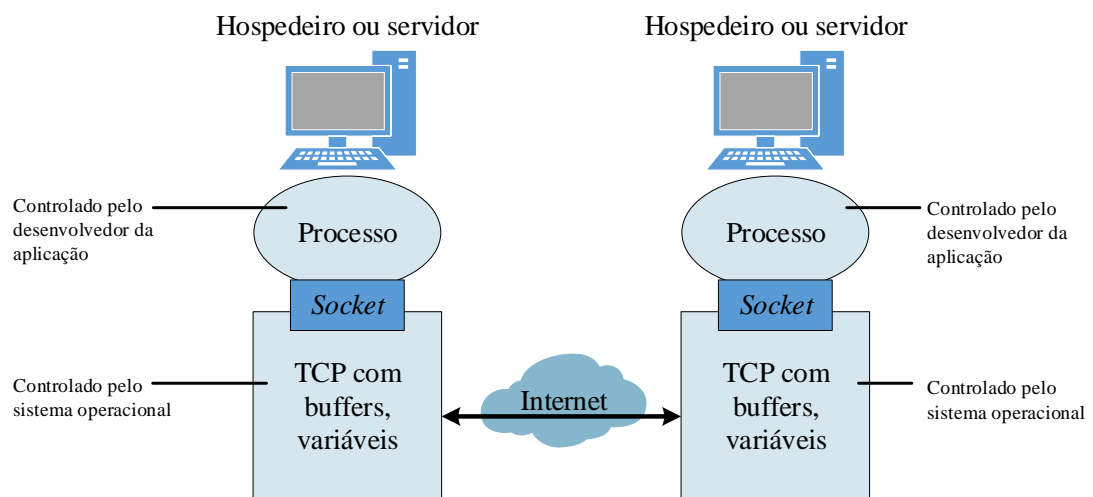 Hospedeiro ou servidor
Hospedeiro ou servidor
Controlado pelo
desenvolvedor da
aplicação
Processo
Processo
Controlado pelo
desenvolvedor da
aplicação
Socket
Socket
Controlado pelo
sistema operacional
TCP com
buffers,
variáveis
Internet
TCP com
buffers,
variáveis
Controlado pelo
sistema operacional